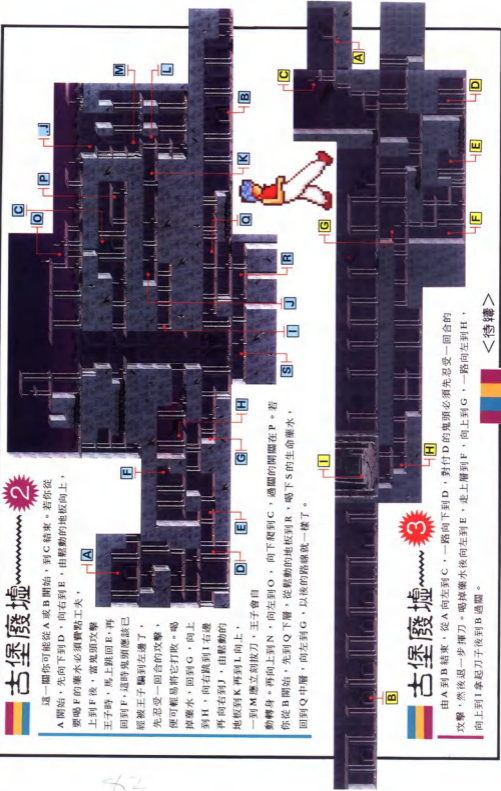 古堡廢墟 2
這一關你可能從A或B開始，到C結束。若你從
A開始，先向下到D，向右到E，由鬆動的地板向上，
要喝F的藥水必須費點工夫，
上到F後，當鬼頭攻擊
王子時，馬上跳回E，再
回到F，這時鬼頭應該已
經被王子騙到左邊了，
先忍受一回合的攻擊，
便可輕易將它打敗。喝
掉藥水，回到G，向上
到H，向右跳到I右邊
再向右到J，由鬆動的
地板到K再到L向上，
一到M應立刻拔刀，王子會自
動轉身，再向上到N，向左到O，向下爬到C，過關的開關在P。若
你從B開始，先到Q下層，從鬆動的地板到R，喝下S的生命藥水，
回到Q中層，向左到G，以後的路線就一樣了。
A
F
D
E
G
H
O
C
P
J
M
L
I
J
K
B
Q
R
S
古堡廢墟 3
由A到B結束，從A向左到C，一路向下到D，對付D的鬼頭必須先忍受一回合的
攻擊，然後退一步揮刀。喝掉藥水後向左到E，走上層到F，向上到G，一路向左到H，
向上到I拿起刀子後到B過關。
B
I
H
G
C
A
F
E
D
<待續>